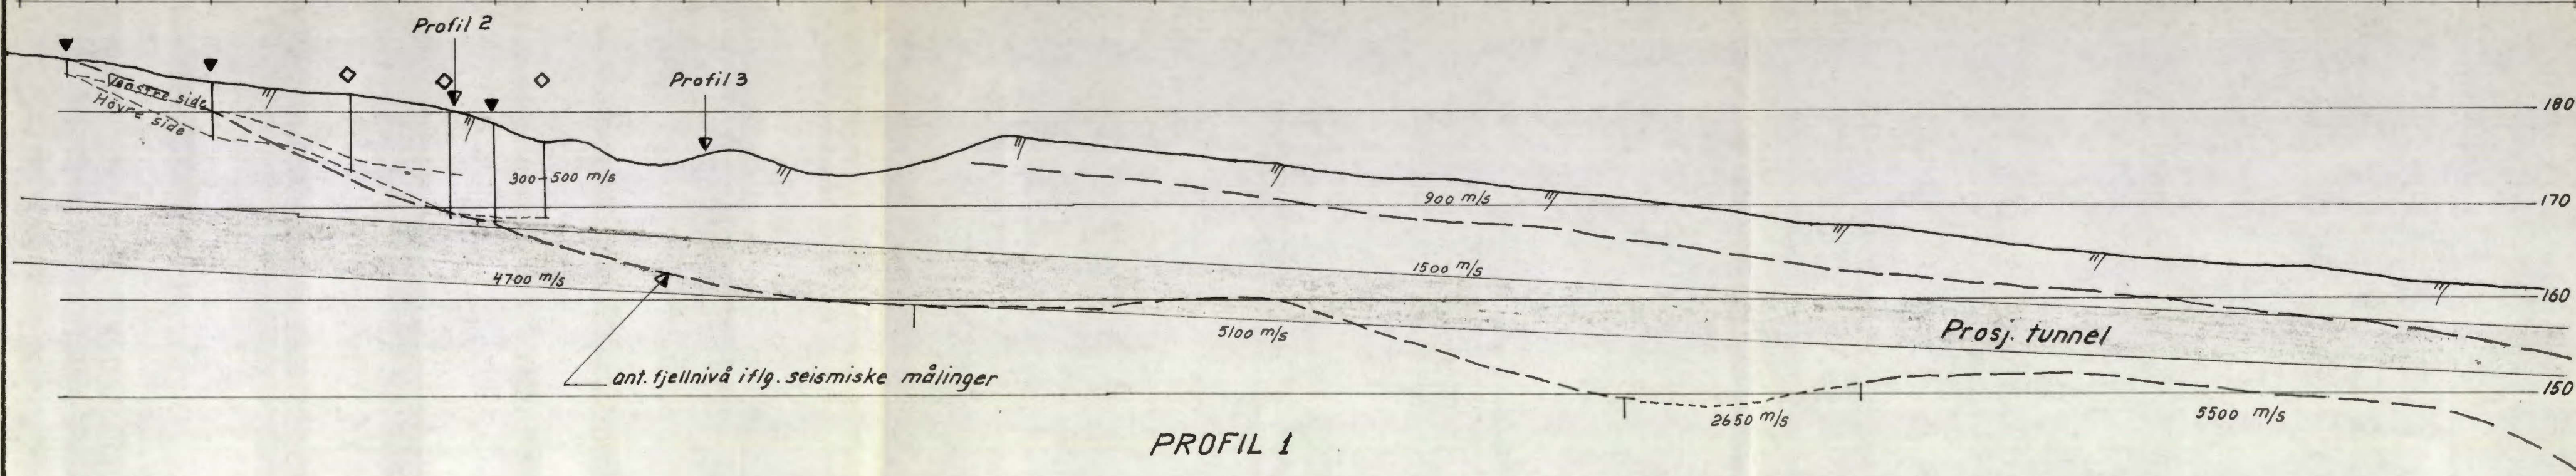 Profil 2
Profil 3
Venstre side
Höyre side
180
300-500 m/s
900 m/s
170
4700 m/s
1500 m/s
160
5100 m/s
Prosj. tunnel
ant. fjellnivå iflg. seismiske målinger
150
2650 m/s
5500 m/s
PROFIL 1